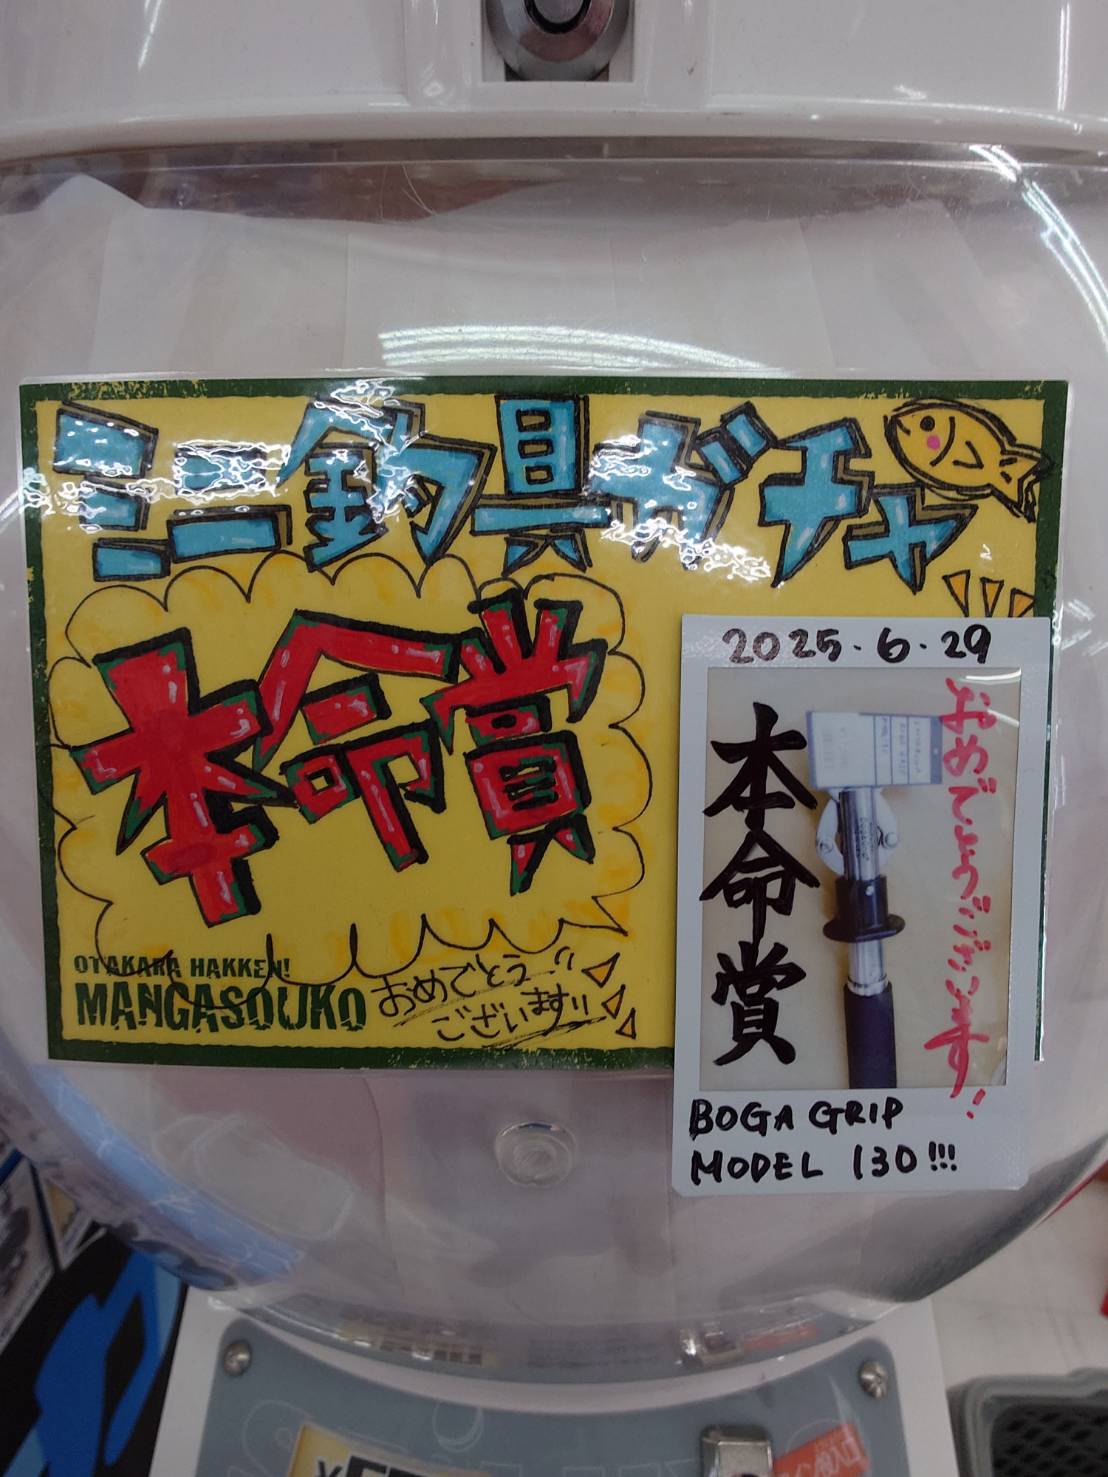 ミニ釣具ガチャ
本命賞
OTAKARA HAKKEN!
MANGASOUKO
おめでとう
ございます!!
2025.6.29
本命賞
おめでとうございます!!
BOGA GRIP
MODEL 130!!!